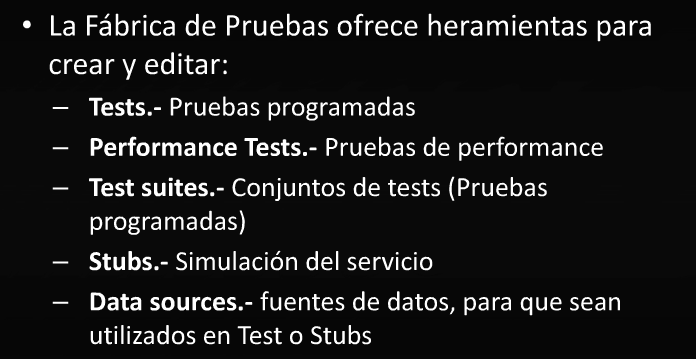 • La Fábrica de Pruebas ofrece heramientas para
crear y editar:
– Tests.- Pruebas programadas
– Performance Tests.- Pruebas de performance
– Test suites.- Conjuntos de tests (Pruebas
programadas)
– Stubs.- Simulación del servicio
– Data sources.- fuentes de datos, para que sean
utilizados en Test o Stubs